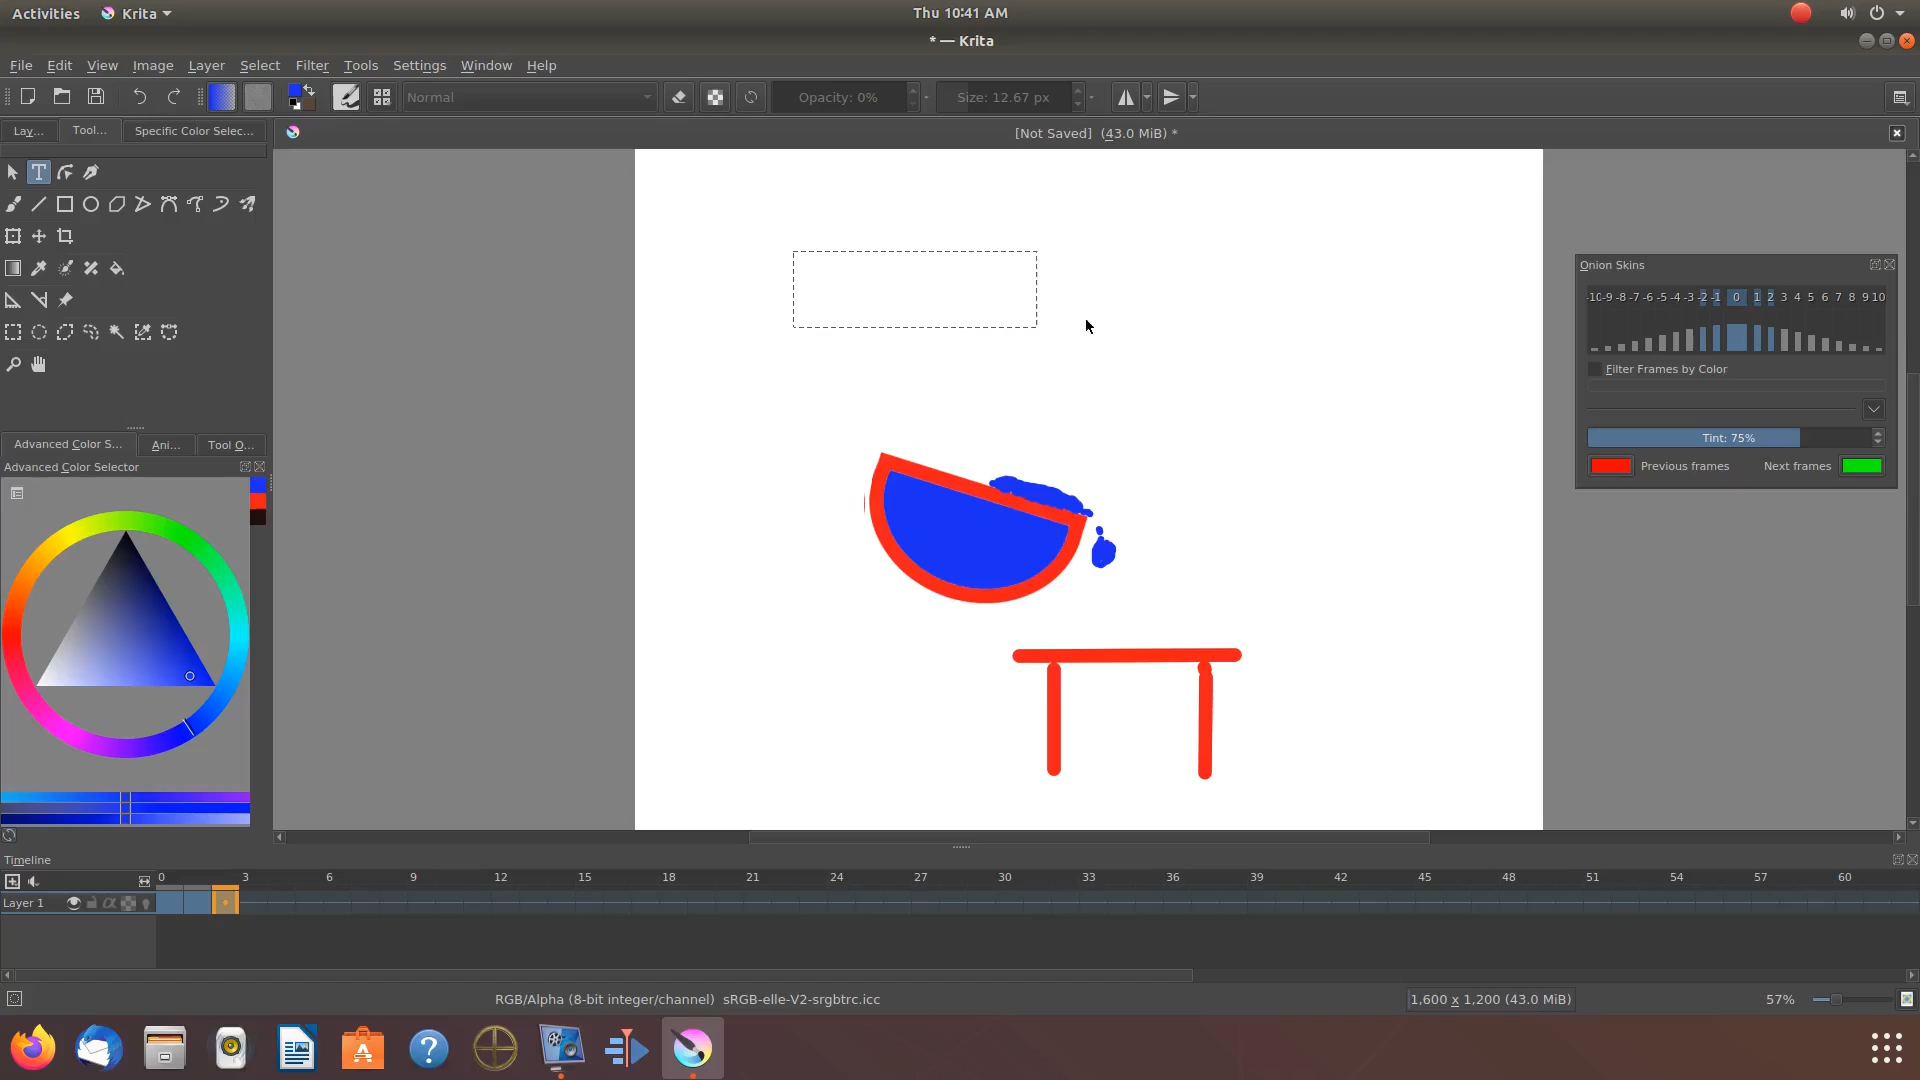 Activities Krita Thu 10:41 AM
* — Krita
File Edit View Image Layer Select Filter Tools Settings Window Help
Normal Opacity: 0% Size: 12.67 px
Lay... Tool... Specific Color Selec... [Not Saved] (43.0 MiB) *
Onion Skins
-10 -9 -8 -7 -6 -5 -4 -3 -2 -1 0 1 2 3 4 5 6 7 8 9 10
Filter Frames by Color
Tint: 75%
Previous frames Next frames
Advanced Color S... Ani... Tool O...
Advanced Color Selector
Timeline
0 3 6 9 12 15 18 21 24 27 30 33 36 39 42 45 48 51 54 57 60
Layer 1
RGB/Alpha (8-bit integer/channel) sRGB-elle-V2-srgbtrc.icc 1,600 x 1,200 (43.0 MiB) 57%